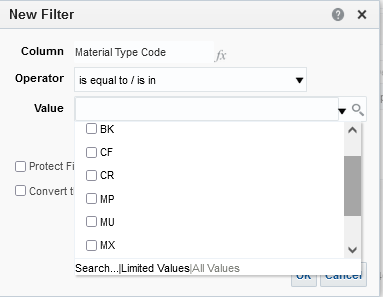 New Filter
Column Material Type Code fx
Operator is equal to / is in
Value
BK
CF
CR
MP
MU
MX
Protect Fi
Convert t
Search...|Limited Values|All Values
OK Cancel